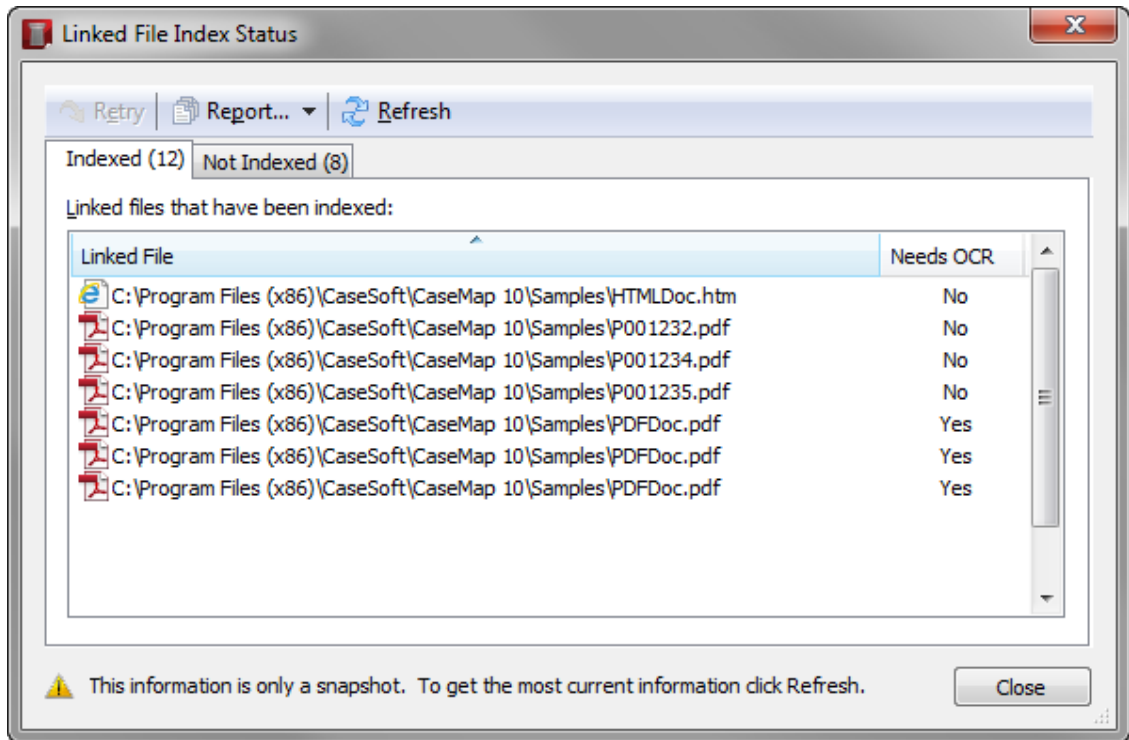 Linked File Index Status
Retry Report... Refresh
Indexed (12) Not Indexed (8)
Linked files that have been indexed:
Linked File Needs OCR
C:\Program Files (x86)\CaseSoft\CaseMap 10\Samples\HTMLDoc.htm No
C:\Program Files (x86)\CaseSoft\CaseMap 10\Samples\P001232.pdf No
C:\Program Files (x86)\CaseSoft\CaseMap 10\Samples\P001234.pdf No
C:\Program Files (x86)\CaseSoft\CaseMap 10\Samples\P001235.pdf No
C:\Program Files (x86)\CaseSoft\CaseMap 10\Samples\PDFDoc.pdf Yes
C:\Program Files (x86)\CaseSoft\CaseMap 10\Samples\PDFDoc.pdf Yes
C:\Program Files (x86)\CaseSoft\CaseMap 10\Samples\PDFDoc.pdf Yes
This information is only a snapshot. To get the most current information click Refresh.
Close